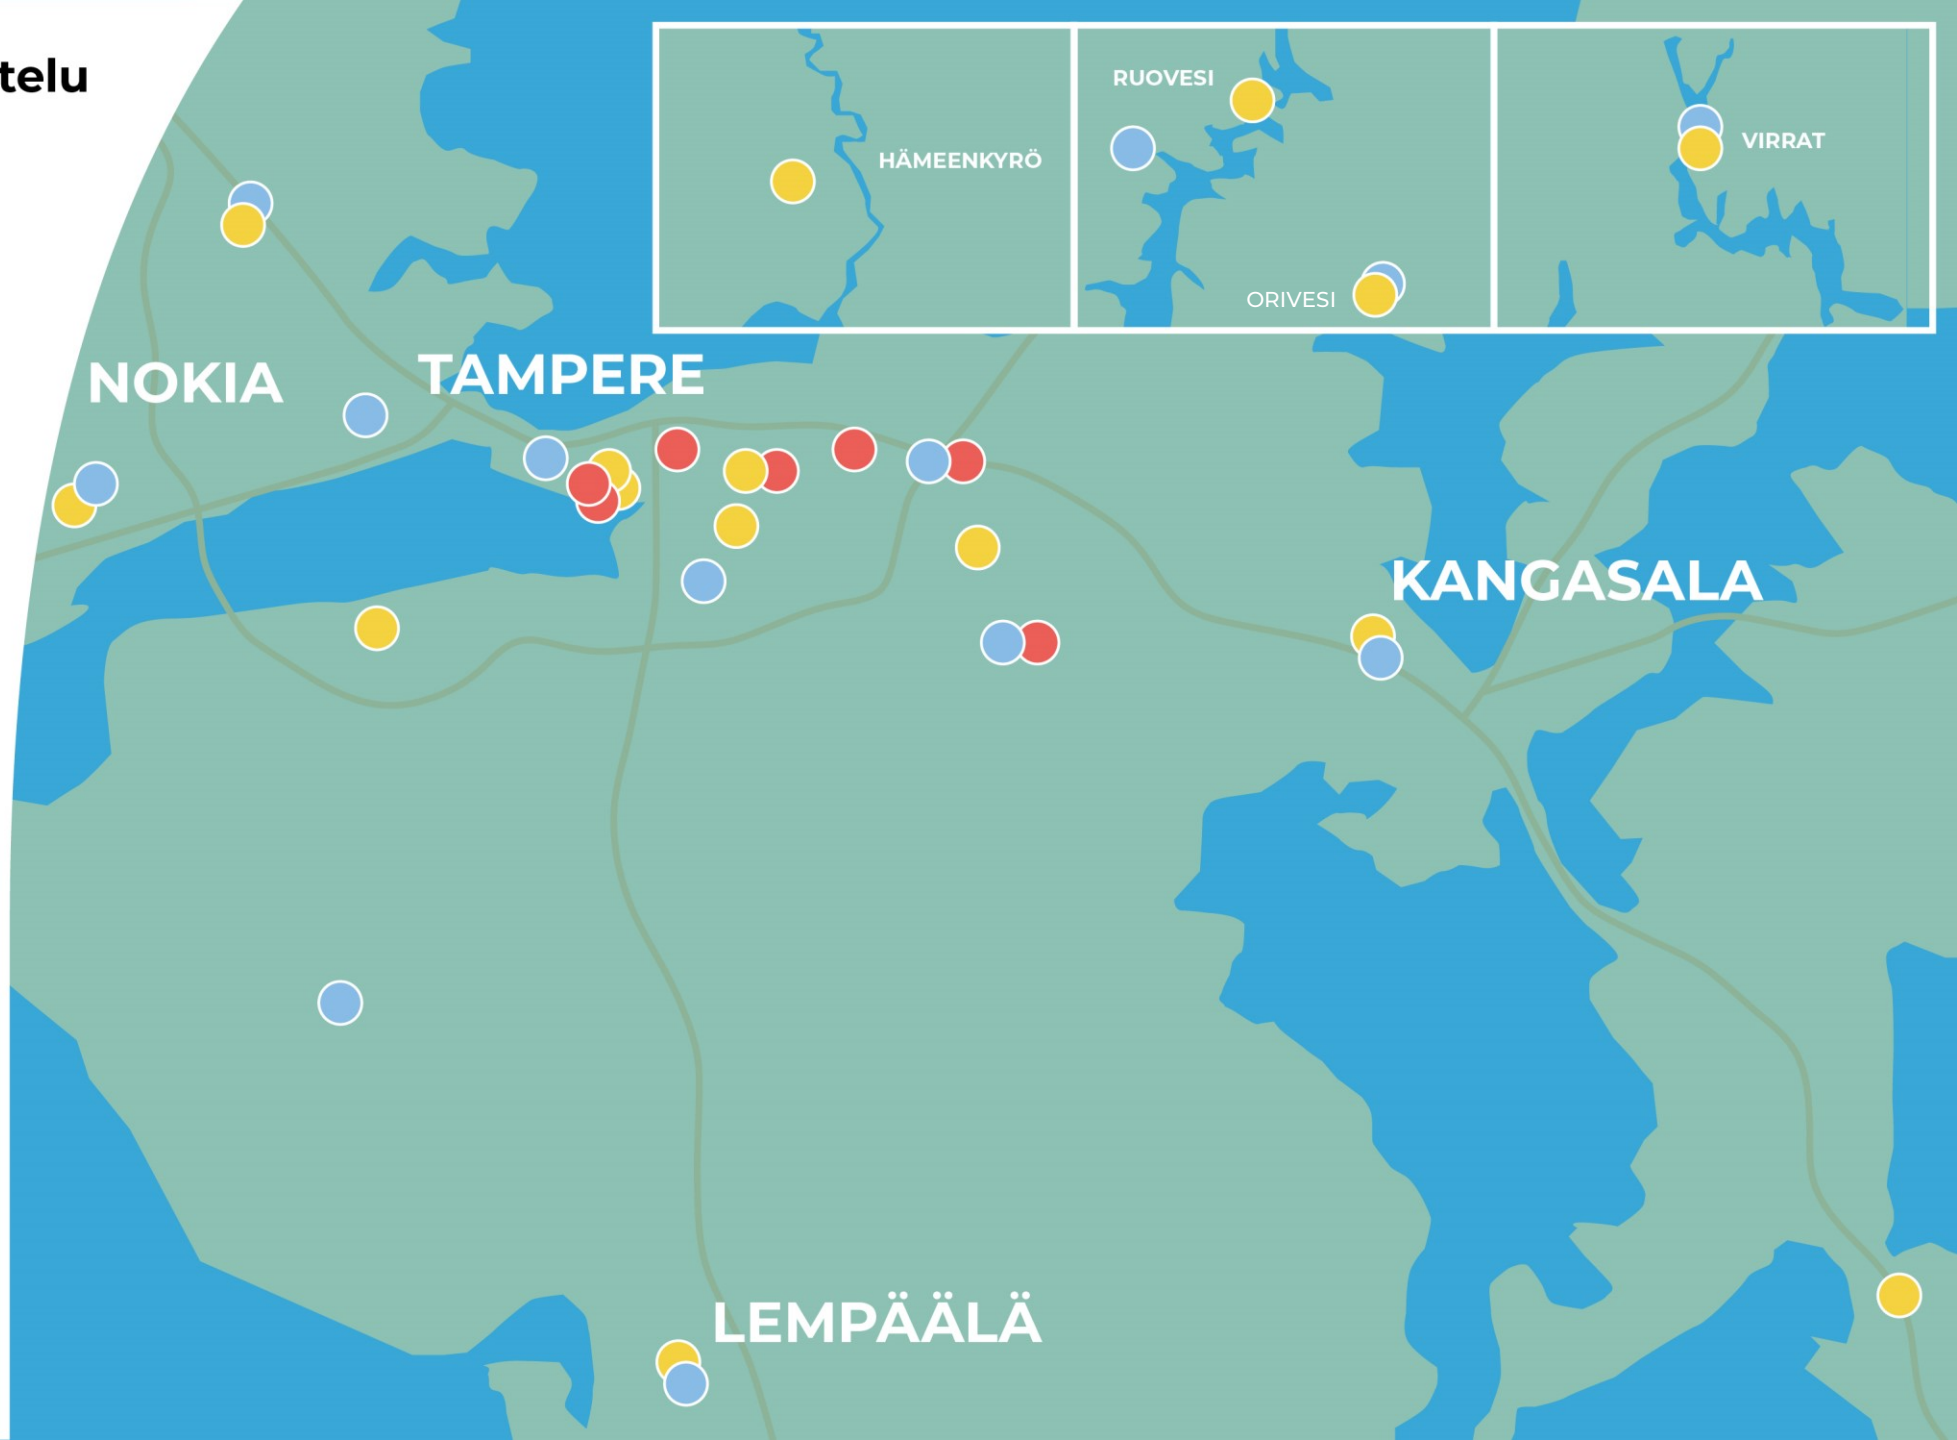 telu
RUOVESI
HÄMEENKYRÖ
VIRRAT
ORIVESI
NOKIA
TAMPERE
KANGASALA
LEMPÄÄLÄ